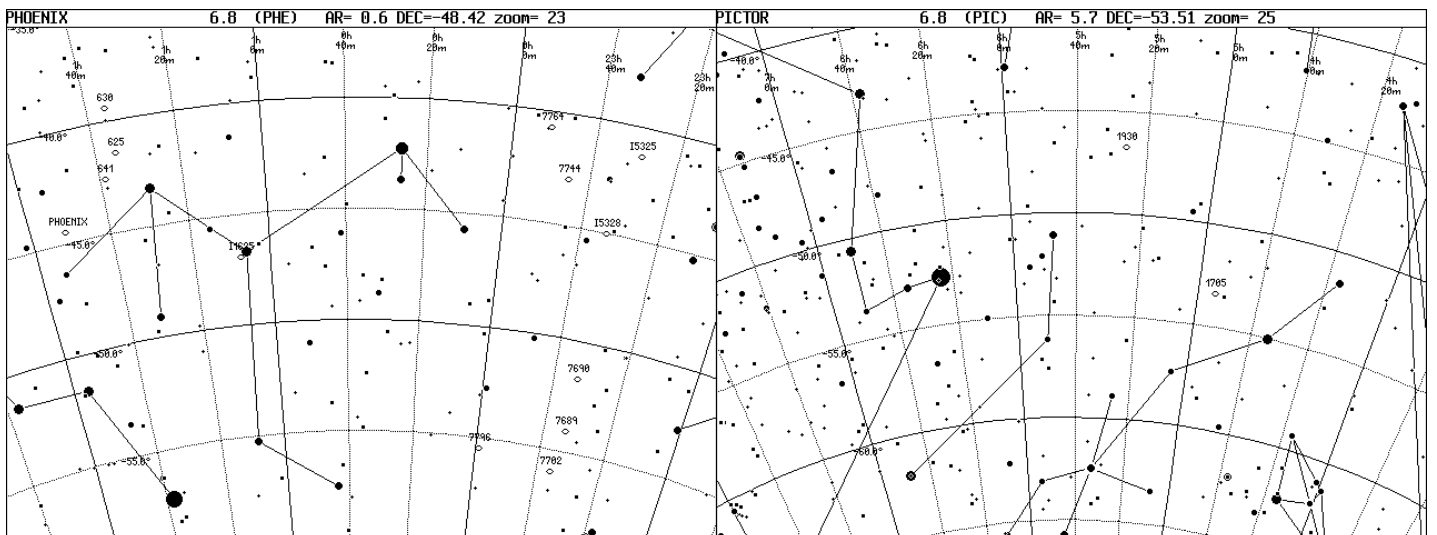 PHOENIX 6.8 (PHE) AR= 0.6 DEC=-48.42 zoom= 23
-35.0°
1h 40m
1h 20m
1h 0m
0h 40m
0h 20m
0h 0m
23h 40m
23h 20m
630
7764
-40.0°
625
I5325
641
7744
PHOENIX
I5328
-45.0°
I1625
-50.0°
7690
7689
7796
-55.0°
7702
PICTOR 6.8 (PIC) AR= 5.7 DEC=-53.51 zoom= 25
6h 40m
6h 20m
6h 0m
5h 40m
5h 20m
5h 0m
4h 40m
4h 20m
-40.0°
7h 0m
1930
-45.0°
-50.0°
1705
-55.0°
-60.0°